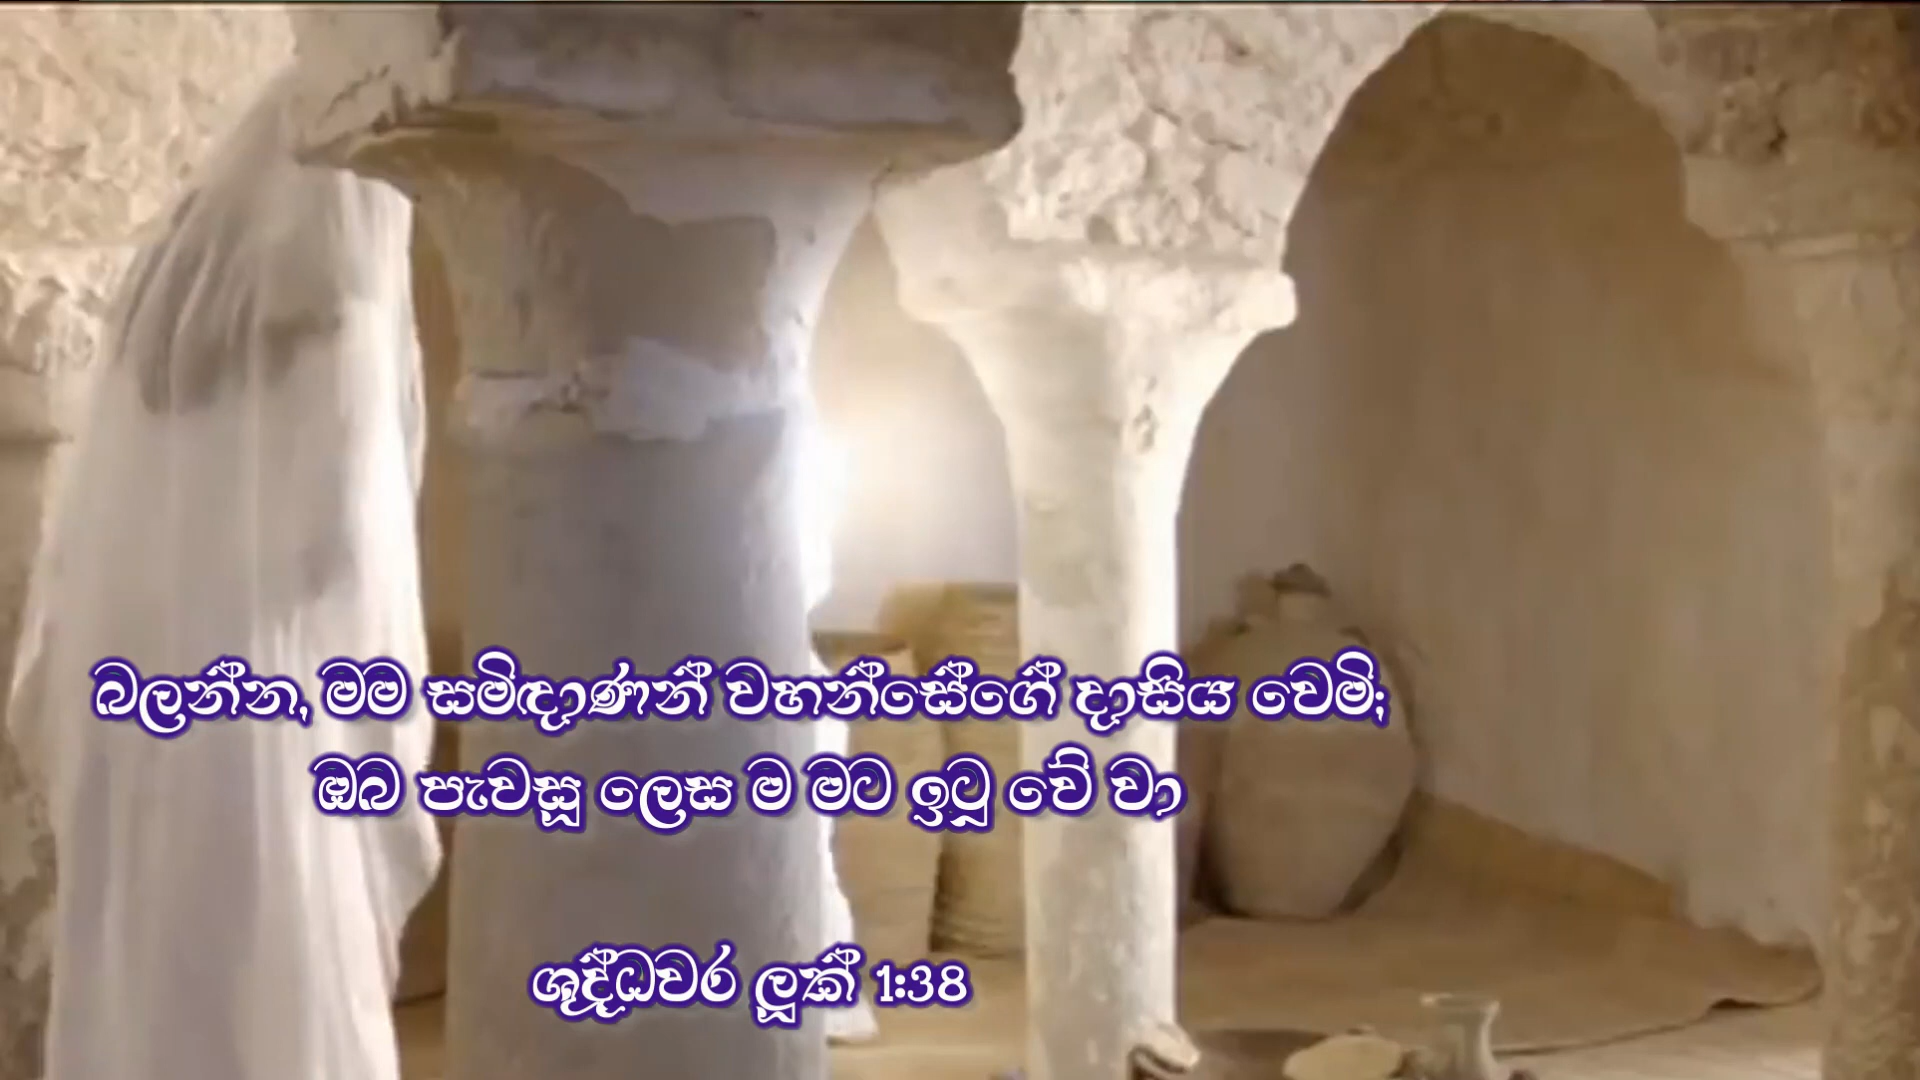 බලන්න, මම සමිඳාණන් වහන්සේගේ දාසිය වෙමි;
ඔබ පැවසූ ලෙස ම මට ඉටු වේ වා
ශුද්ධවර ලූක් 1:38